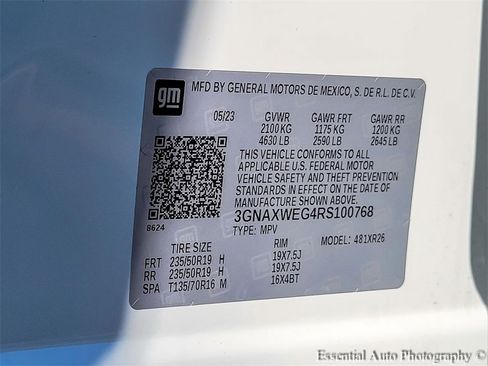 gm
MFD BY GENERAL MOTORS DE MEXICO, S. DE R.L. DE C.V.
05/23 GVWR GAWR FRT GAWR RR
2100 KG 1175 KG 1200 KG
4630 LB 2590 LB 2645 LB
THIS VEHICLE CONFORMS TO ALL
APPLICABLE U.S. FEDERAL MOTOR
VEHICLE SAFETY AND THEFT PREVENTION
STANDARDS IN EFFECT ON THE DATE OF
MANUFACTURE SHOWN ABOVE.
3GNAXWEG4RS100768
8624 TYPE: MPV MODEL: 481XR26
TIRE SIZE RIM
FRT 235/50R19 H 19X7.5J
RR 235/50R19 H 19X7.5J
SPA T135/70R16 M 16X4BT
Essential Auto Photography ©